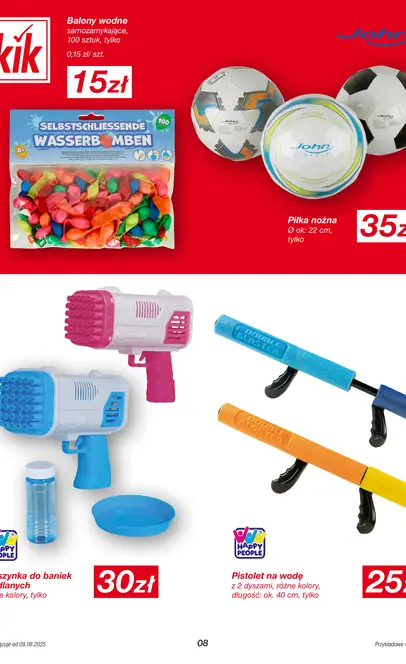 kik
Balony wodne
samozamykające,
100 sztuk, tylko
0,15 zł/ szt.
15zł
John
SELBSTSCHLIESSENDE
WASSERBOMBEN
100
John
Piłka nożna
Ø ok: 22 cm,
tylko
35z
DOUBLE
BLASTER
DOUBLE
BLASTER
HAPPY
PEOPLE
szynka do baniek
dlanych
e kolory, tylko
30zł
HAPPY
PEOPLE
Pistolet na wodę
z 2 dyszami, różne kolory,
długość: ok. 40 cm, tylko
25z
ązuje od 09.06.2025
08
Przykładowe